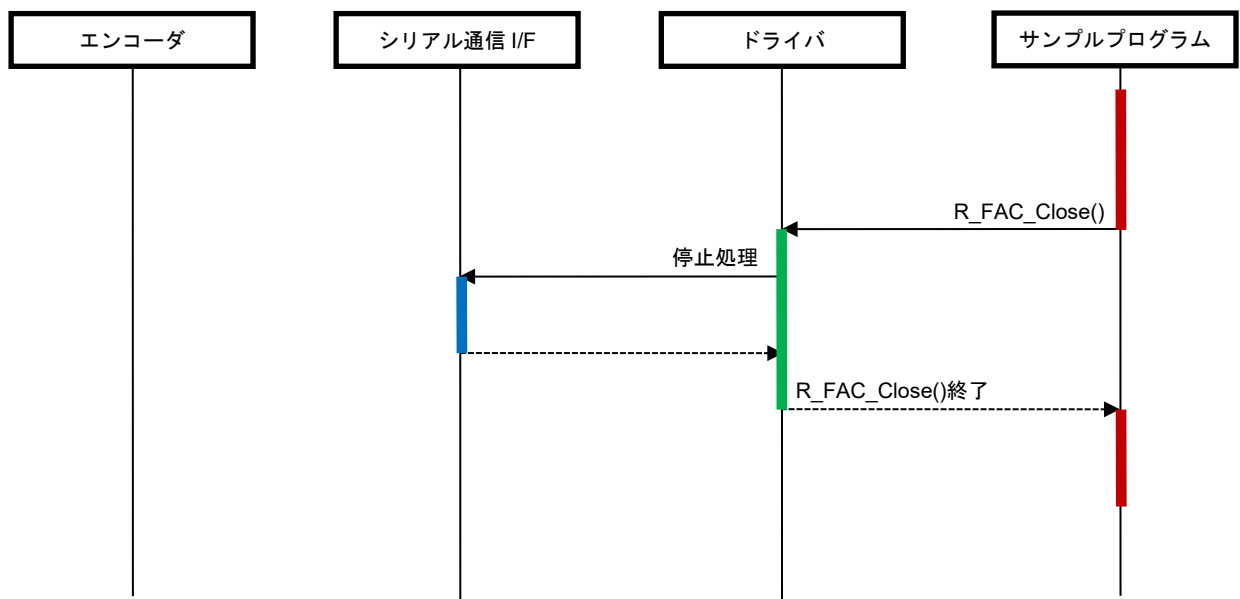 エンコーダ
シリアル通信 I/F
ドライバ
サンプルプログラム
R_FAC_Close()
停止処理
R_FAC_Close()終了